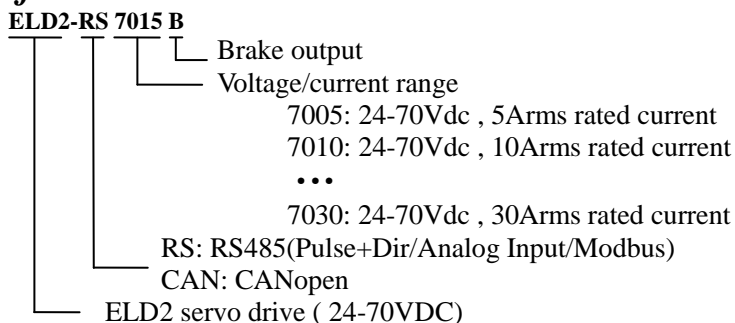 ELD2-RS 7015 B
Brake output
Voltage/current range
7005: 24-70Vdc , 5Arms rated current
7010: 24-70Vdc , 10Arms rated current
•••
7030: 24-70Vdc , 30Arms rated current
RS: RS485(Pulse+Dir/Analog Input/Modbus)
CAN: CANopen
ELD2 servo drive ( 24-70VDC)